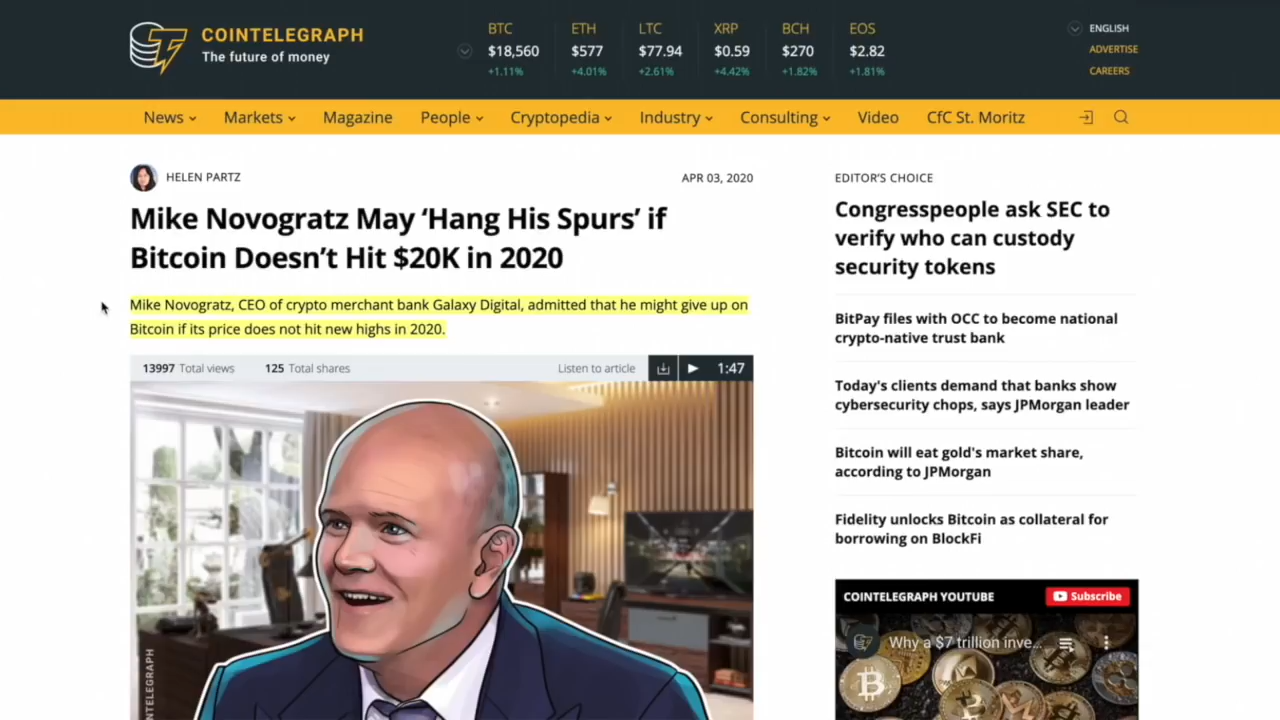 COINTELEGRAPH
The future of money
BTC
$18,560
+1.11%
ETH
$577
+4.01%
LTC
$77.94
+2.61%
XRP
$0.59
+4.42%
BCH
$270
+1.82%
EOS
$2.82
+1.81%
ENGLISH
ADVERTISE
CAREERS
News Markets Magazine People Cryptopedia Industry Consulting Video CfC St. Moritz
HELEN PARTZ
APR 03, 2020
Mike Novogratz May ‘Hang His Spurs’ if
Bitcoin Doesn’t Hit $20K in 2020
Mike Novogratz, CEO of crypto merchant bank Galaxy Digital, admitted that he might give up on
Bitcoin if its price does not hit new highs in 2020.
13997 Total views 125 Total shares Listen to article 1:47
NTELEGRAPH
EDITOR’S CHOICE
Congresspeople ask SEC to
verify who can custody
security tokens
BitPay files with OCC to become national
crypto-native trust bank
Today's clients demand that banks show
cybersecurity chops, says JPMorgan leader
Bitcoin will eat gold's market share,
according to JPMorgan
Fidelity unlocks Bitcoin as collateral for
borrowing on BlockFi
COINTELEGRAPH YOUTUBE Subscribe
Why a $7 trillion inve...